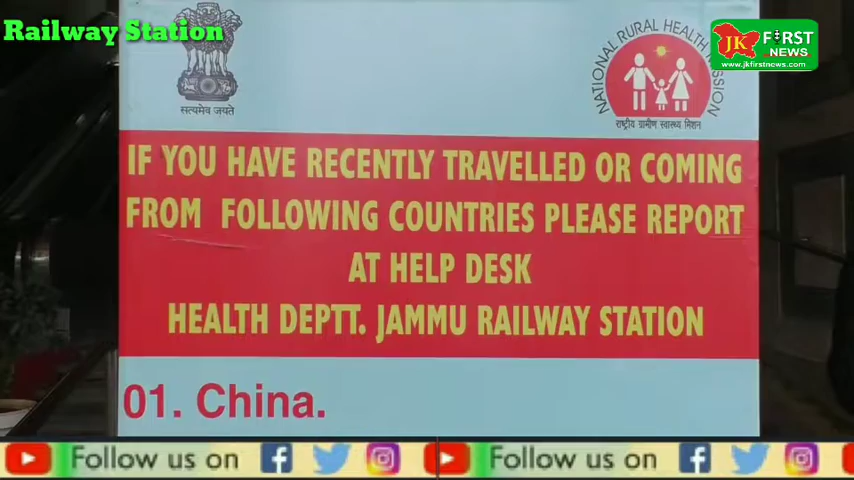 Railway Station
सत्यमेव जयते
NATIONAL RURAL HEALTH MISSION
राष्ट्रीय ग्रामीण स्वास्थ्य मिशन
JK FIRST
NEWS
www.jkfirstnews.com
IF YOU HAVE RECENTLY TRAVELLED OR COMING
FROM FOLLOWING COUNTRIES PLEASE REPORT
AT HELP DESK
HEALTH DEPTT. JAMMU RAILWAY STATION
01. China.
Follow us on
Follow us on